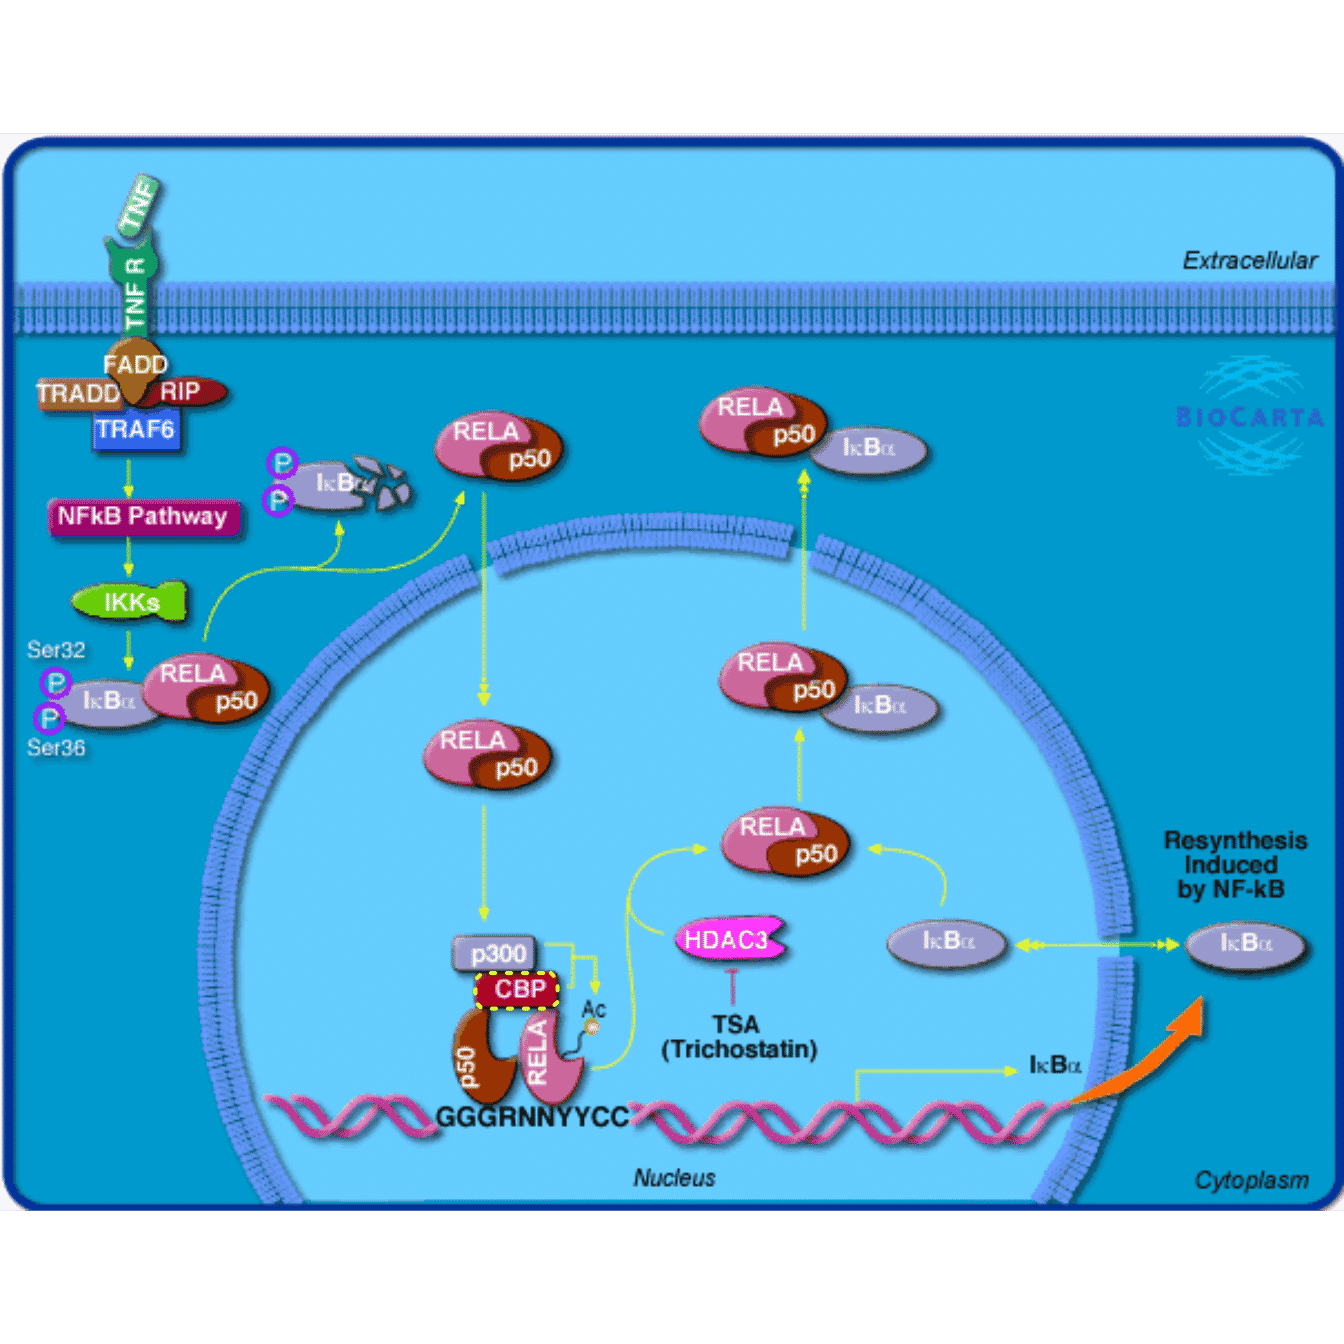 TNF
Extracellular
TNF R
FADD
TRADD
RIP
TRAF6
BIOCARTA
RELA
p50
IκBα
RELA
p50
P
P
IκBα
NFkB Pathway
IKKs
Ser32
P
P
IκBα
RELA
p50
Ser36
RELA
p50
IκBα
RELA
p50
RELA
p50
Resynthesis
Induced
by NF-kB
IκBα
HDAC3
IκBα
p300
CBP
Ac
p50
RELA
TSA
(Trichostatin)
IκBα
GGGRNNYYCC
Nucleus
Cytoplasm